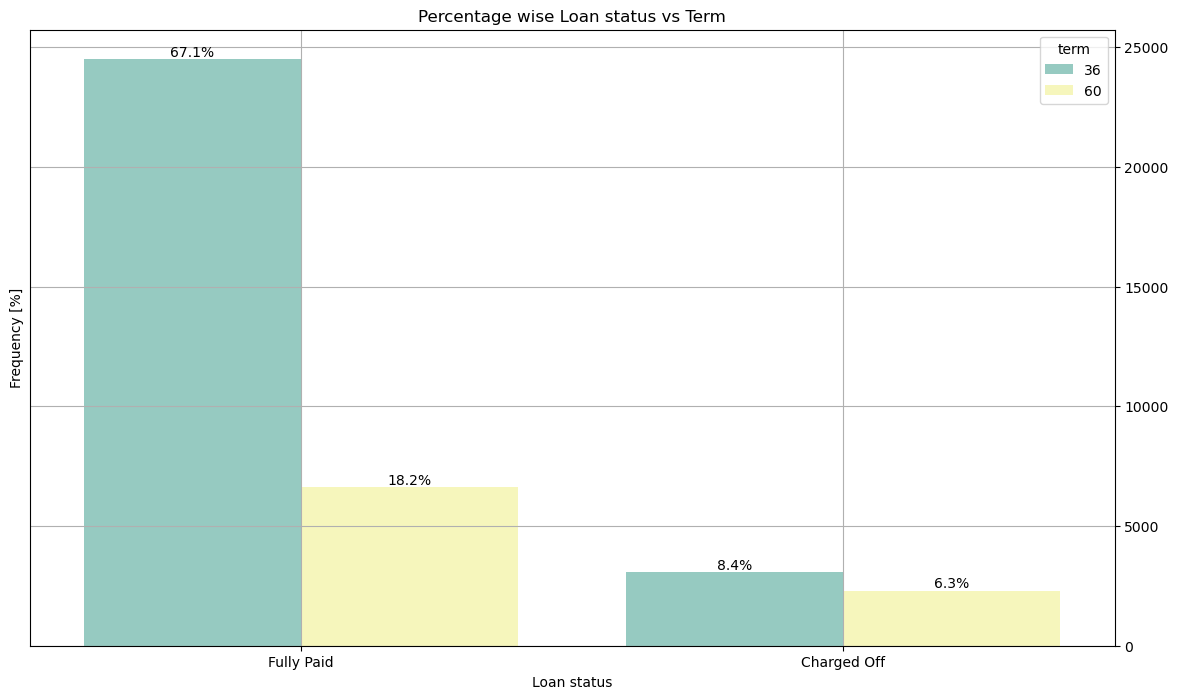 Percentage wise Loan status vs Term
67.1%
25000
term
36
60
20000
15000
Frequency [%]
10000
18.2%
5000
8.4%
6.3%
0
Fully Paid
Charged Off
Loan status